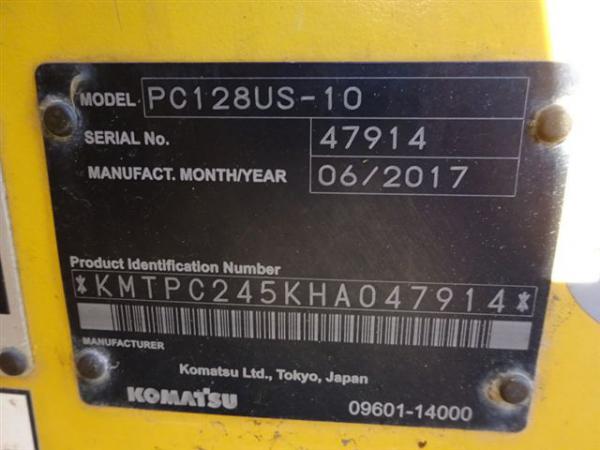 MODEL PC128US-10
SERIAL No. 47914
MANUFACT. MONTH/YEAR 06/2017
Product Identification Number
*KMTPC245KHA047914*
MANUFACTURER
Komatsu Ltd., Tokyo, Japan
KOMATSU 09601-14000